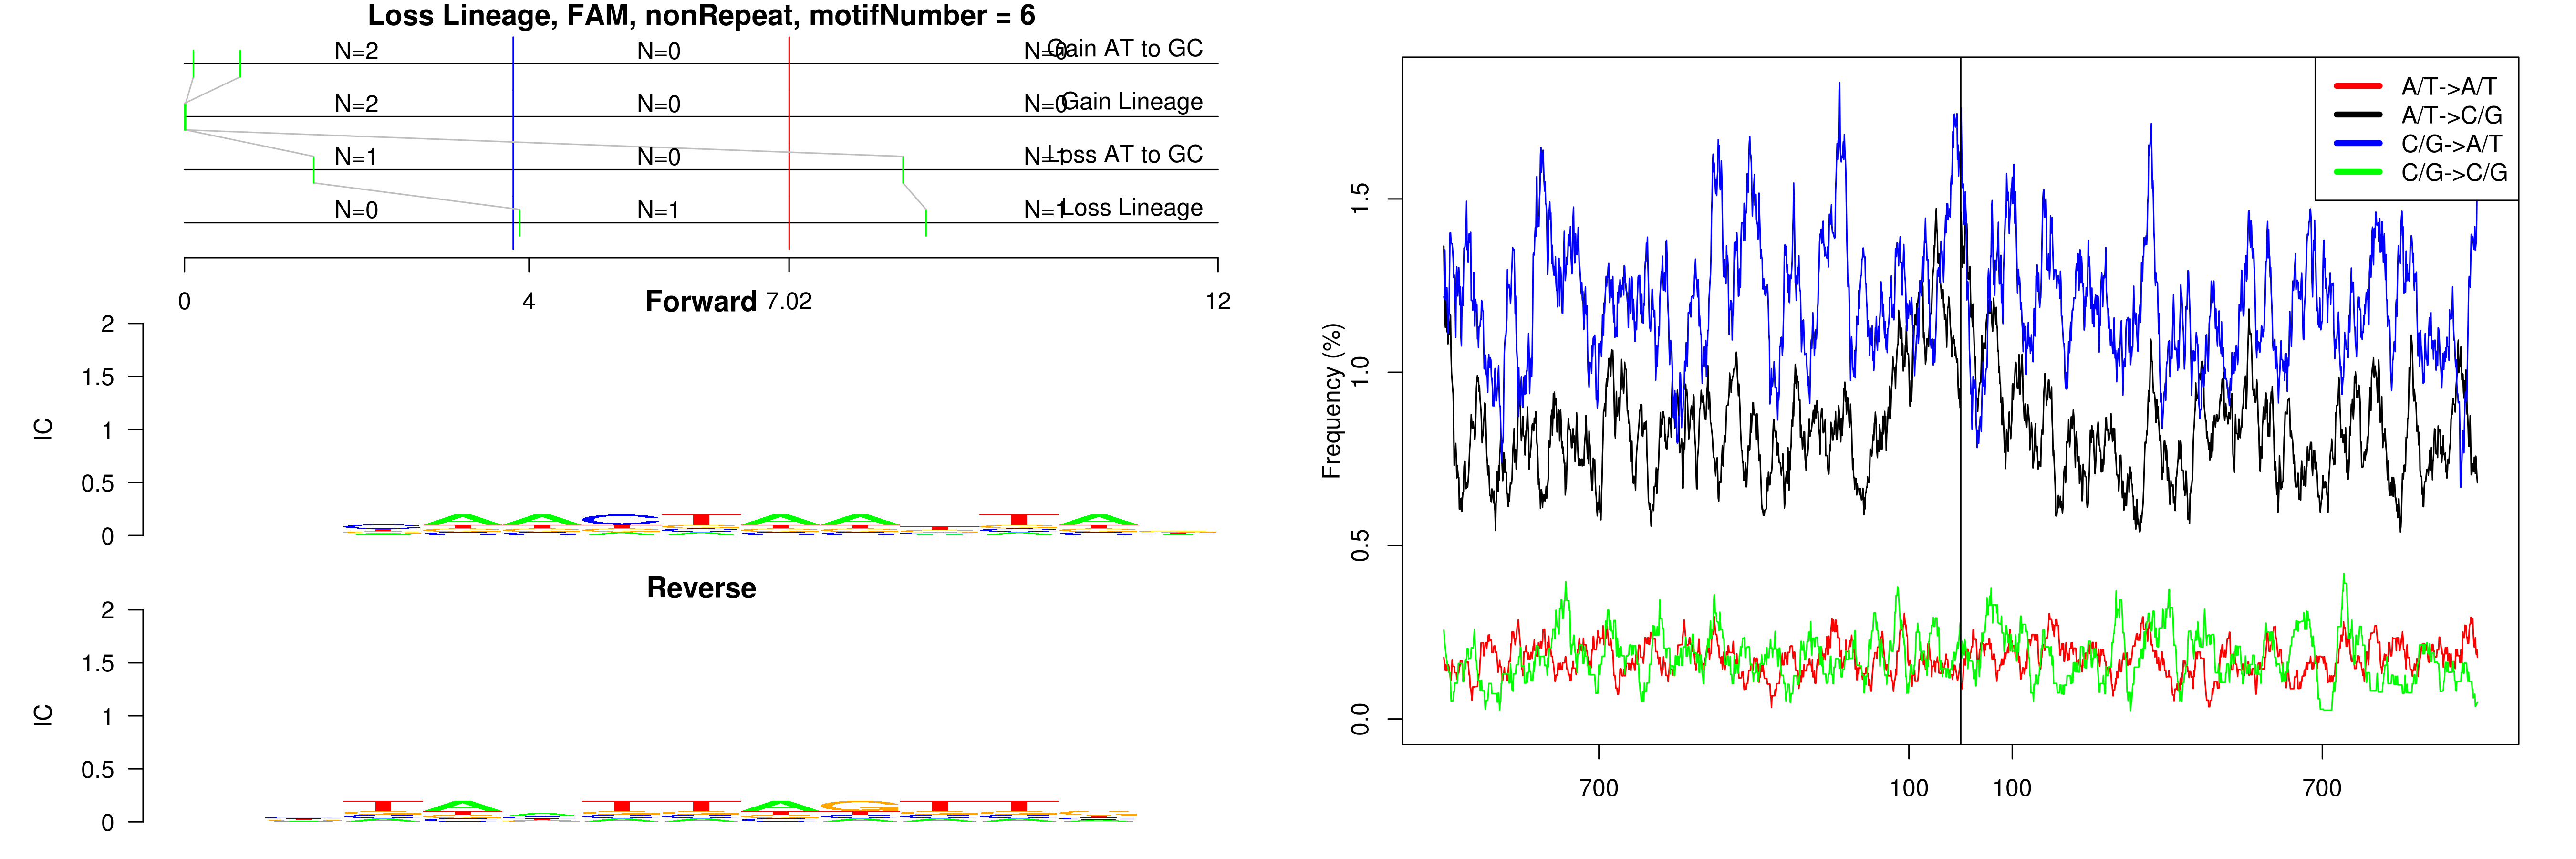 Loss Lineage, FAM, nonRepeat, motifNumber = 6
N=2 N=0 N=0 Gain AT to GC
N=2 N=0 N=0 Gain Lineage
N=1 N=0 N=1 Loss AT to GC
N=0 N=1 N=1 Loss Lineage
0 4 7.02 12
Forward
2
1.5
1
0.5
0
IC
C A A C T A A T T A
Reverse
2
1.5
1
0.5
0
IC
T A A T T A G T T G
A/T->A/T
A/T->C/G
C/G->A/T
C/G->C/G
Frequency (%)
1.5
1.0
0.5
0.0
700 100 100 700